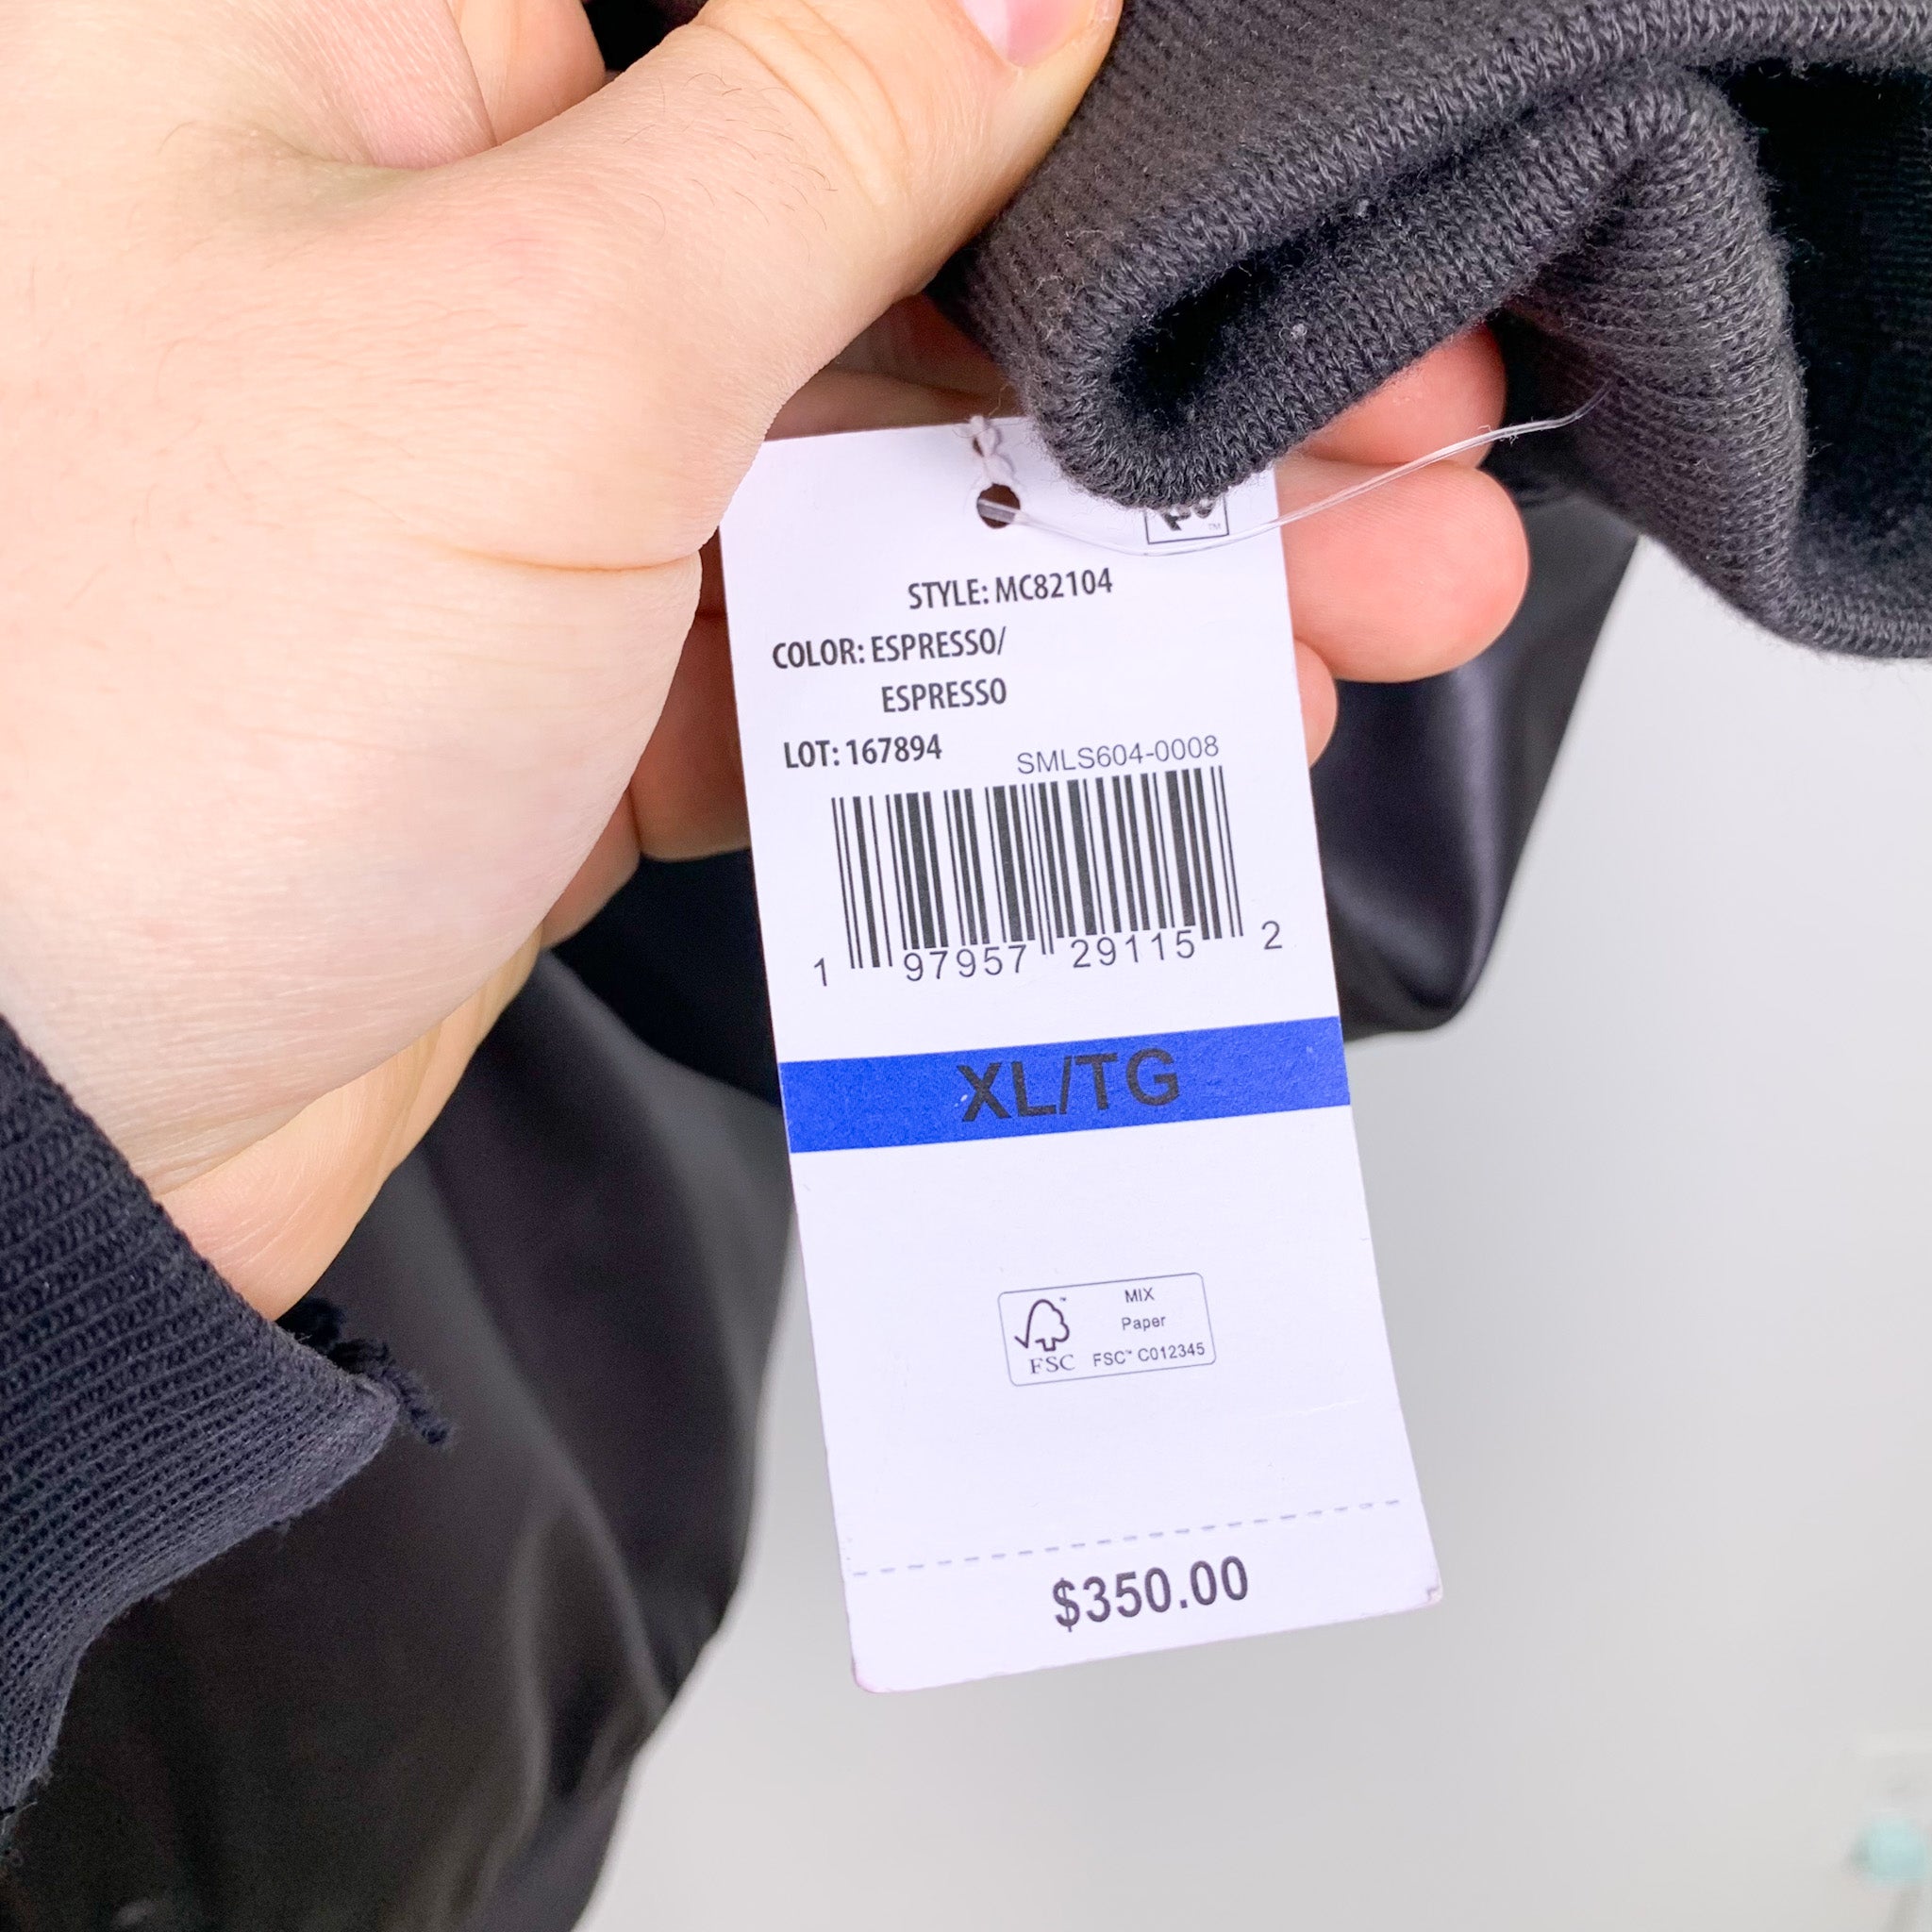 STYLE: MC82104
COLOR: ESPRESSO/
ESPRESSO
LOT: 167894
SMLS604-0008
1 97957 29115 2
XL/TG
MIX
Paper
FSC™ C012345
™
FSC
$350.00